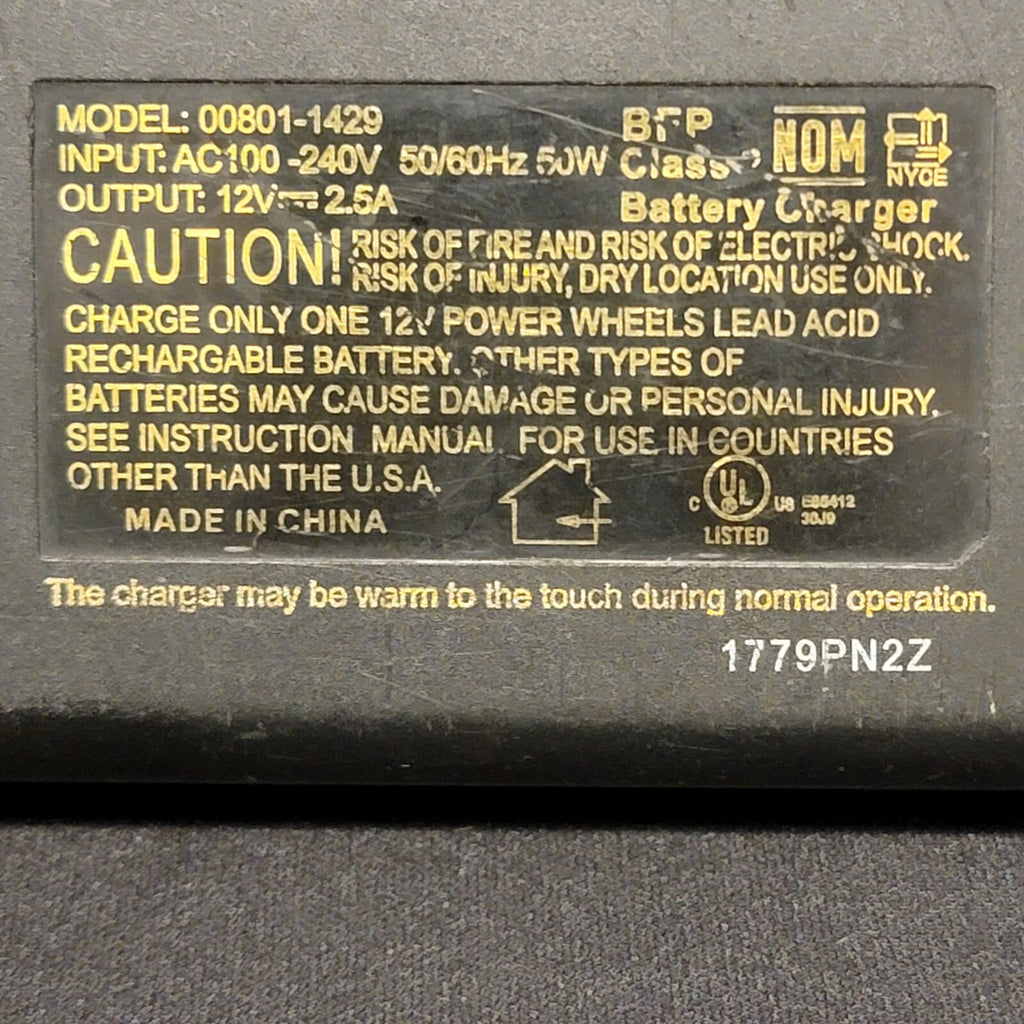 MODEL: 00801-1429
INPUT: AC100-240V 50/60Hz 50W
OUTPUT: 12V⎓2.5A
BFP
Class
Battery Charger
NOM
NYCE
CAUTION! RISK OF FIRE AND RISK OF ELECTRIC SHOCK.
RISK OF INJURY, DRY LOCATION USE ONLY.
CHARGE ONLY ONE 12V POWER WHEELS LEAD ACID
RECHARGABLE BATTERY. OTHER TYPES OF
BATTERIES MAY CAUSE DAMAGE OR PERSONAL INJURY.
SEE INSTRUCTION MANUAL FOR USE IN COUNTRIES
OTHER THAN THE U.S.A.
MADE IN CHINA
C UL US
LISTED
30J9
The charger may be warm to the touch during normal operation.
1779PN2Z